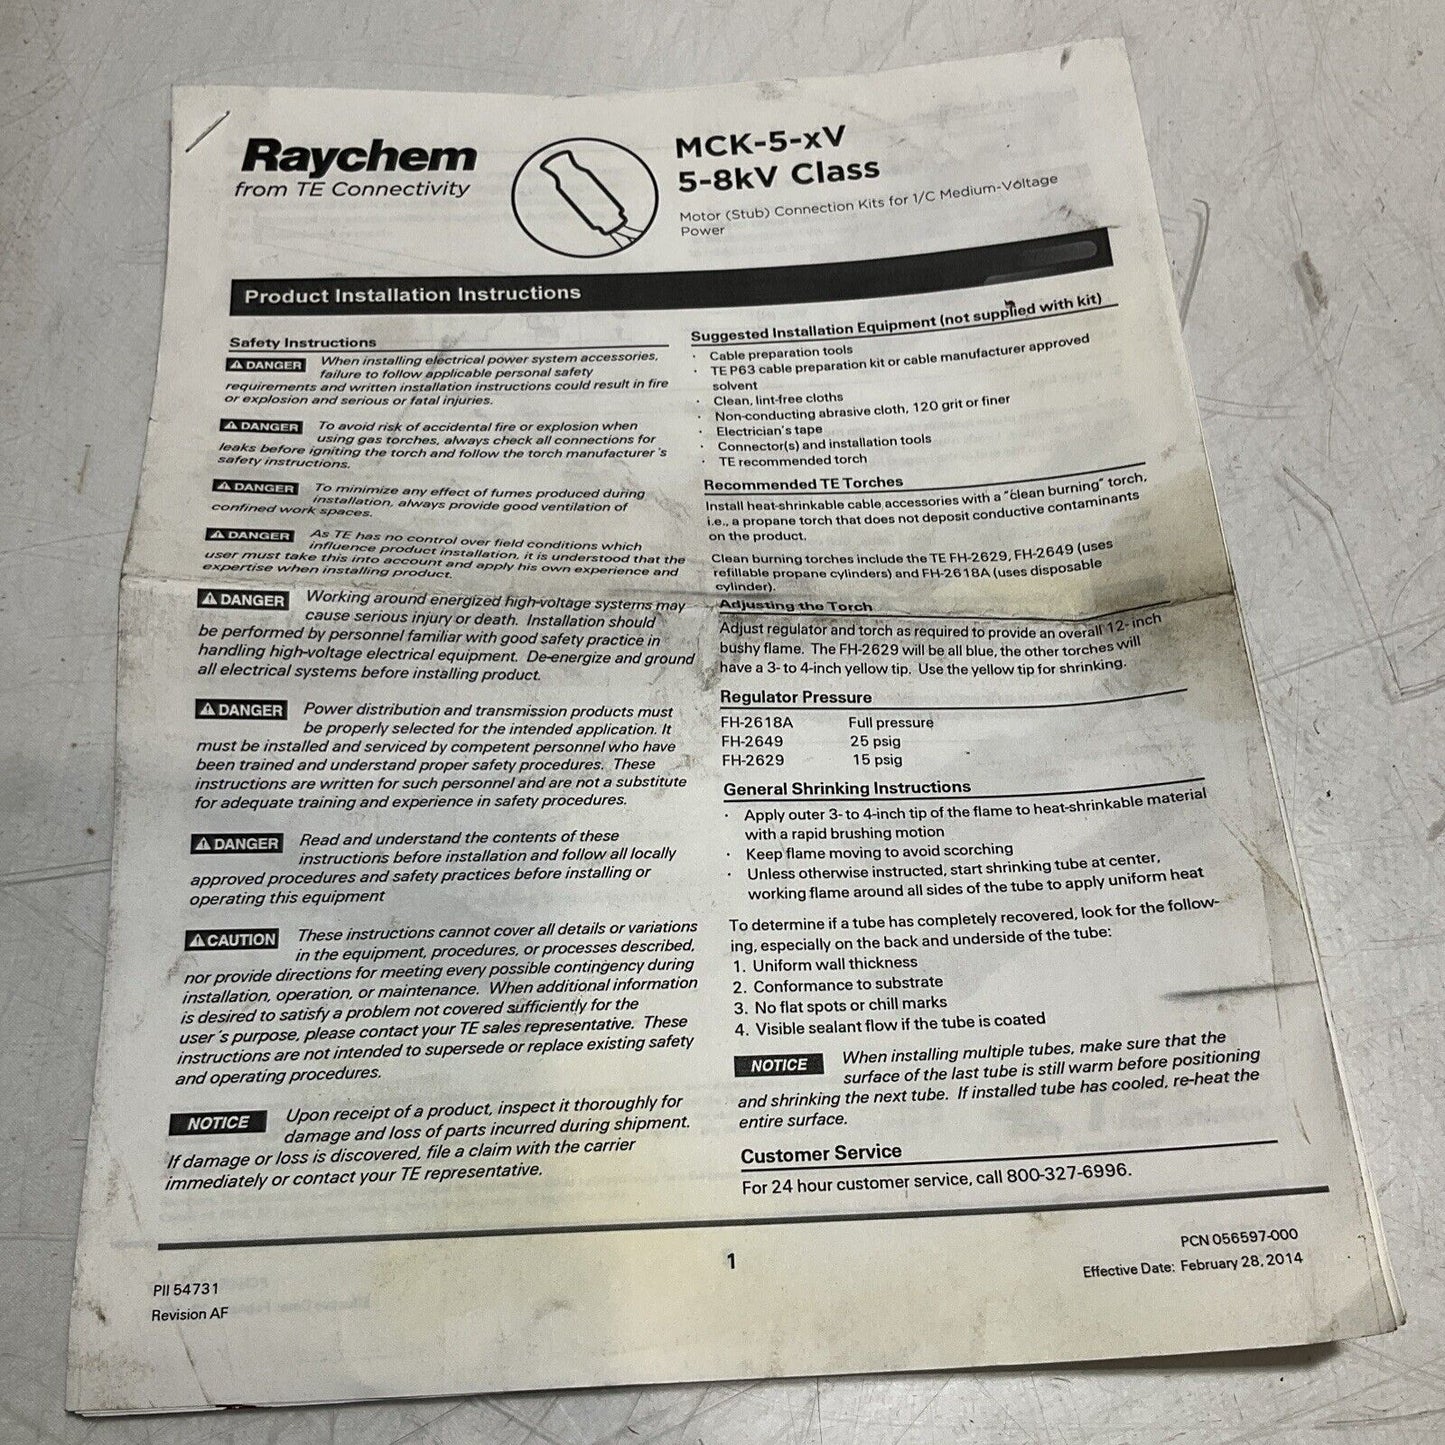 Raychem
from TE Connectivity
MCK-5-xV
5-8kV Class
Motor (Stub) Connection Kits for 1/C Medium-Voltage
Power
Product Installation Instructions
Safety Instructions
DANGER When installing electrical power system accessories,
failure to follow applicable personal safety
requirements and written installation instructions could result in fire
or explosion and serious or fatal injuries.
DANGER To avoid risk of accidental fire or explosion when
using gas torches, always check all connections for
leaks before igniting the torch and follow the torch manufacturer´s
safety instructions.
DANGER To minimize any effect of fumes produced during
installation, always provide good ventilation of
confined work spaces.
DANGER As TE has no control over field conditions which
influence product installation, it is understood that the
user must take this into account and apply his own experience and
expertise when installing product.
DANGER Working around energized high-voltage systems may
cause serious injury or death. Installation should
be performed by personnel familiar with good safety practice in
handling high-voltage electrical equipment. De-energize and ground
all electrical systems before installing product.
DANGER Power distribution and transmission products must
be properly selected for the intended application. It
must be installed and serviced by competent personnel who have
been trained and understand proper safety procedures. These
instructions are written for such personnel and are not a substitute
for adequate training and experience in safety procedures.
DANGER Read and understand the contents of these
instructions before installation and follow all locally
approved procedures and safety practices before installing or
operating this equipment
CAUTION These instructions cannot cover all details or variations
in the equipment, procedures, or processes described,
nor provide directions for meeting every possible contingency during
installation, operation, or maintenance. When additional information
is desired to satisfy a problem not covered sufficiently for the
user´s purpose, please contact your TE sales representative. These
instructions are not intended to supersede or replace existing safety
and operating procedures.
NOTICE Upon receipt of a product, inspect it thoroughly for
damage and loss of parts incurred during shipment.
If damage or loss is discovered, file a claim with the carrier
immediately or contact your TE representative.
Suggested Installation Equipment (not supplied with kit)
· Cable preparation tools
· TE P63 cable preparation kit or cable manufacturer approved
solvent
· Clean, lint-free cloths
· Non-conducting abrasive cloth, 120 grit or finer
· Electrician's tape
· Connector(s) and installation tools
· TE recommended torch
Recommended TE Torches
Install heat-shrinkable cable accessories with a "clean burning" torch,
i.e., a propane torch that does not deposit conductive contaminants
on the product.
Clean burning torches include the TE FH-2629, FH-2649 (uses
refillable propane cylinders) and FH-2618A (uses disposable
cylinder).
Adjusting the Torch
Adjust regulator and torch as required to provide an overall 12- inch
bushy flame. The FH-2629 will be all blue, the other torches will
have a 3- to 4-inch yellow tip. Use the yellow tip for shrinking.
Regulator Pressure
FH-2618A Full pressure
FH-2649 25 psig
FH-2629 15 psig
General Shrinking Instructions
· Apply outer 3- to 4-inch tip of the flame to heat-shrinkable material
with a rapid brushing motion
· Keep flame moving to avoid scorching
· Unless otherwise instructed, start shrinking tube at center,
working flame around all sides of the tube to apply uniform heat
To determine if a tube has completely recovered, look for the follow-
ing, especially on the back and underside of the tube:
1. Uniform wall thickness
2. Conformance to substrate
3. No flat spots or chill marks
4. Visible sealant flow if the tube is coated
NOTICE When installing multiple tubes, make sure that the
surface of the last tube is still warm before positioning
and shrinking the next tube. If installed tube has cooled, re-heat the
entire surface.
Customer Service
For 24 hour customer service, call 800-327-6996.
PII 54731
Revision AF
1
PCN 056597-000
Effective Date: February 28, 2014